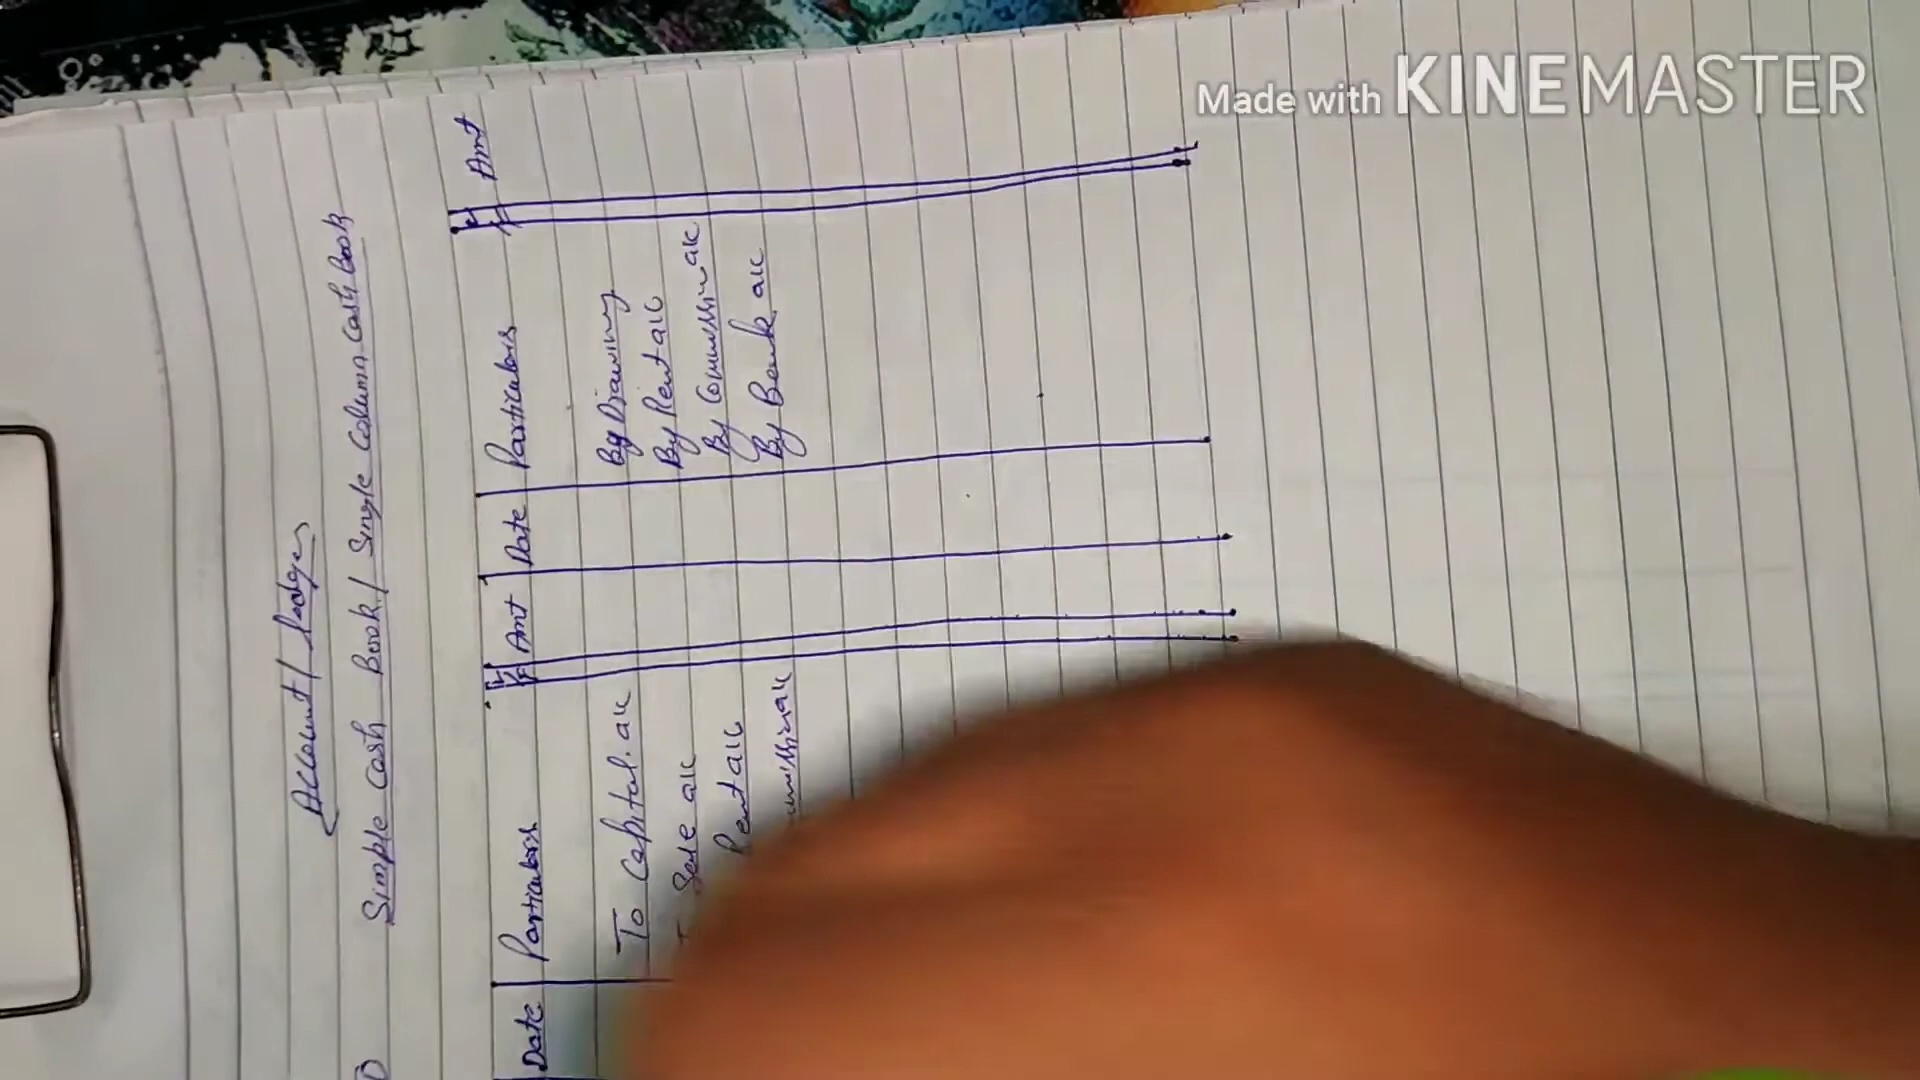 Made with KINEMASTER
Account / Ledger
Simple Cash Book / Single Column Cash Book
Date Particulars Amt Date Particulars Amt
To Capital a/c By Drawing
Sale a/c By Rent a/c
Rent a/c By Commission a/c
By Bank a/c